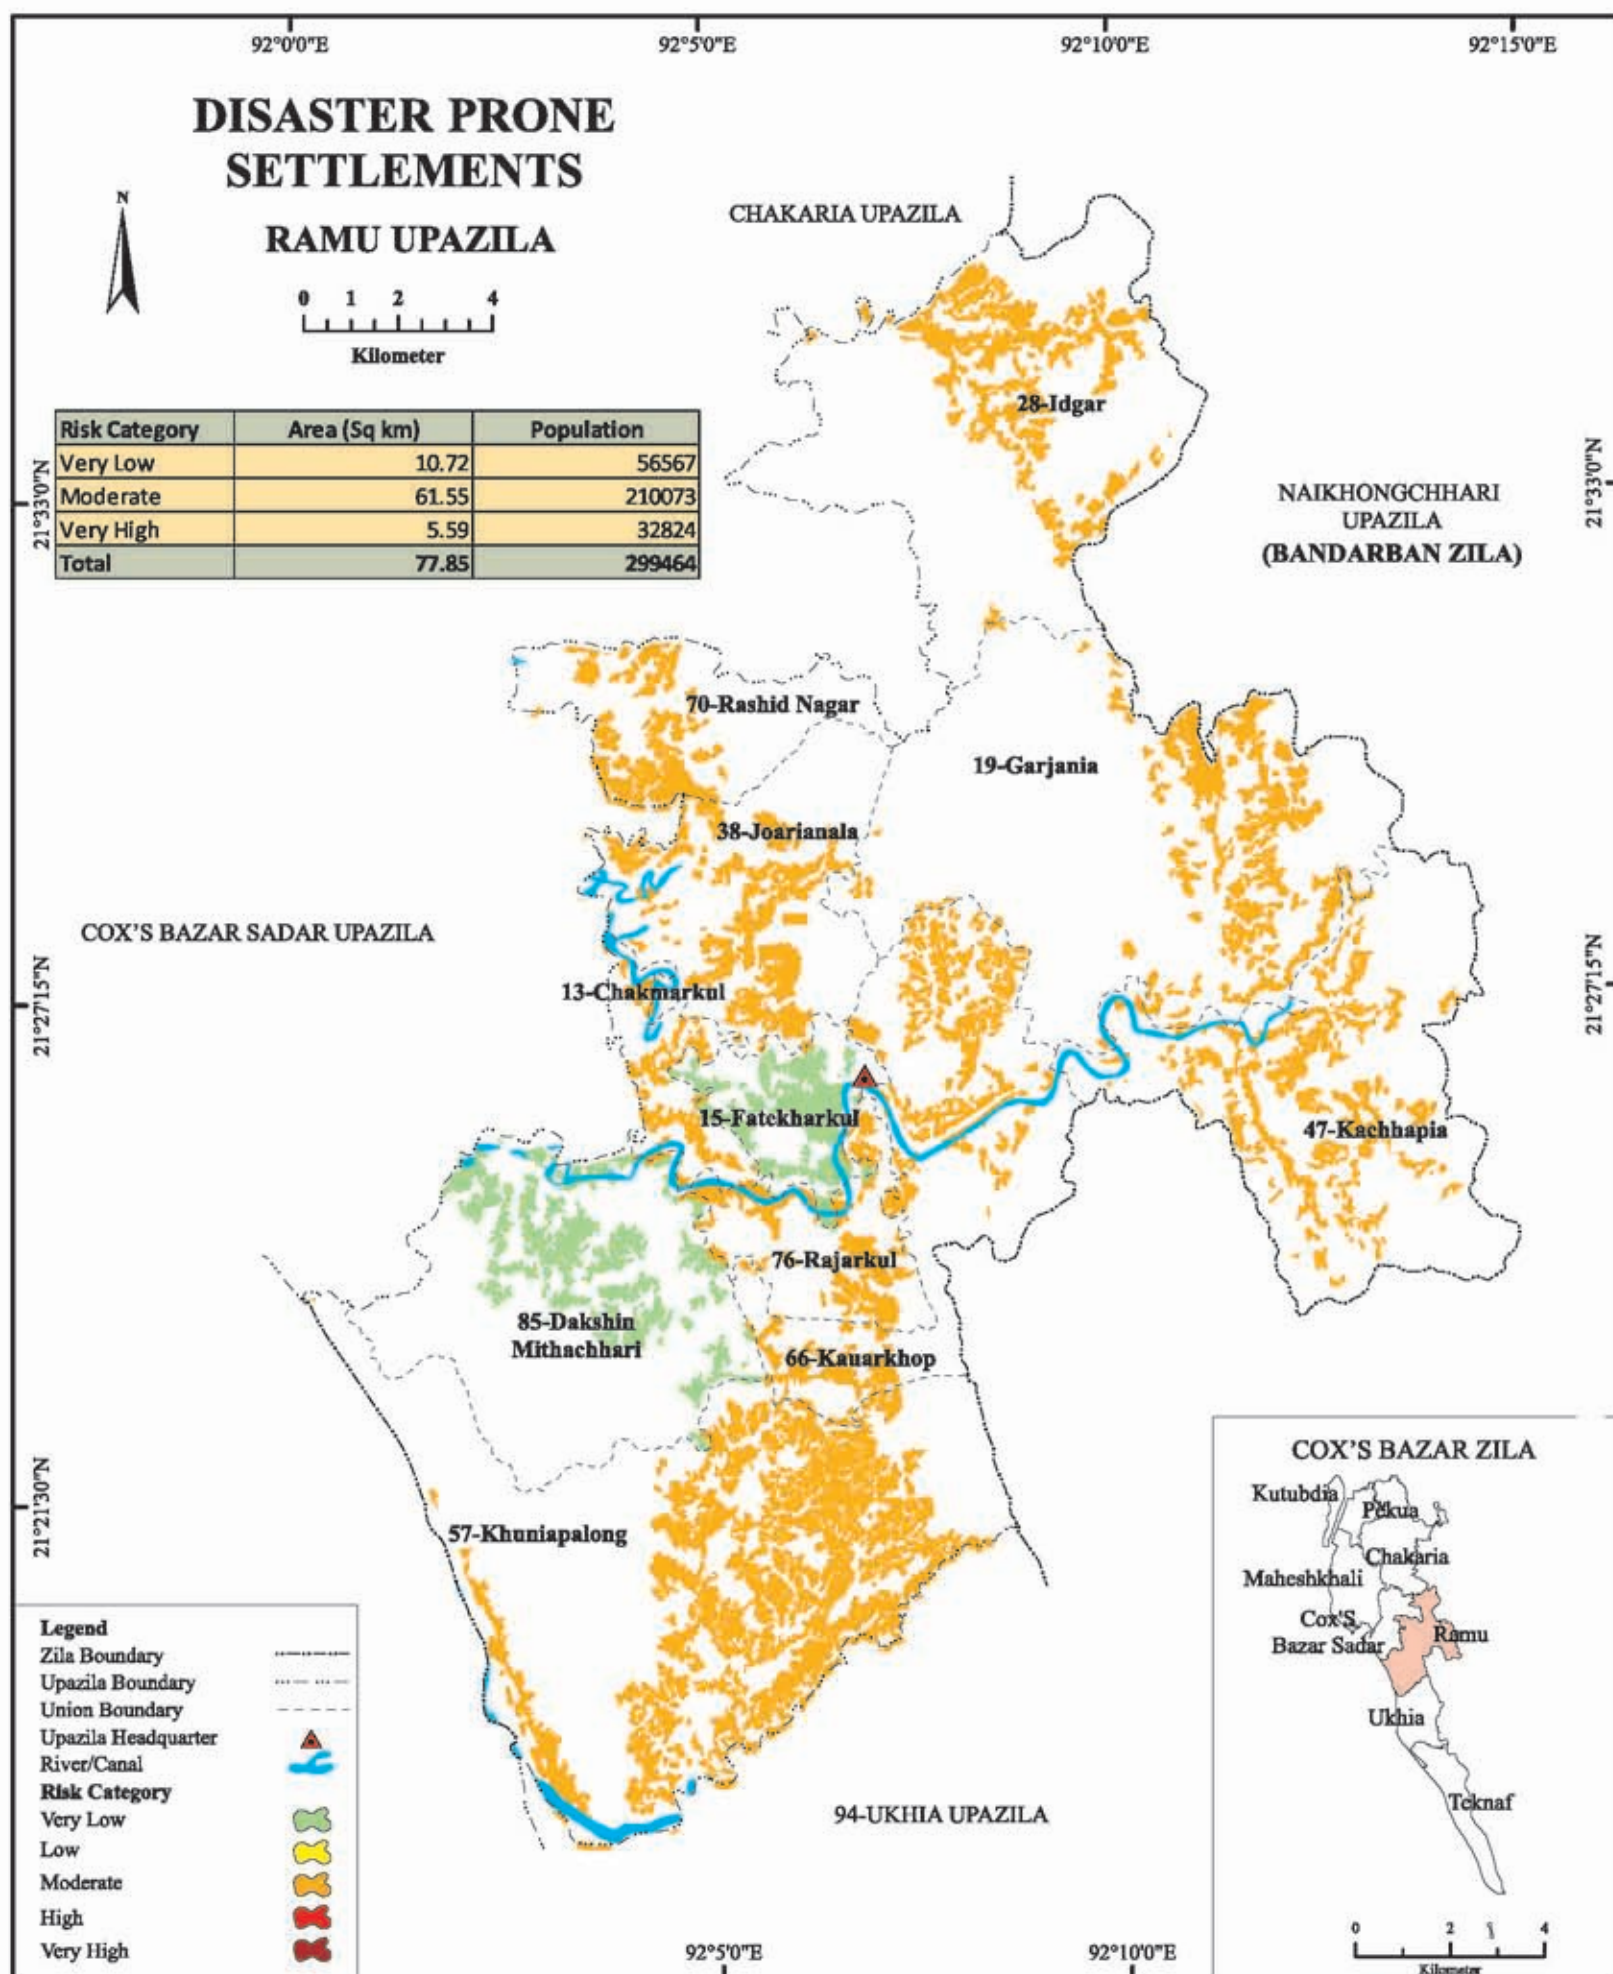 92°0'0"E 92°5'0"E 92°10'0"E 92°15'0"E
DISASTER PRONE
SETTLEMENTS
RAMU UPAZILA
N
0 1 2 4
Kilometer
CHAKARIA UPAZILA
Risk Category Area (Sq km) Population
Very Low 10.72 56567
Moderate 61.55 210073
Very High 5.59 32824
Total 77.85 299464
28-Idgar
21°33'0"N
21°33'0"N
NAIKHONGCHHARI
UPAZILA
(BANDARBAN ZILA)
70-Rashid Nagar
19-Garjania
38-Joarianala
COX'S BAZAR SADAR UPAZILA
13-Chakmarkul
21°27'15"N
21°27'15"N
15-Fatekharkul
47-Kachhapia
76-Rajarkul
85-Dakshin
Mithachhari
66-Kauarkhop
21°21'30"N
57-Khuniapalong
94-UKHIA UPAZILA
Legend
Zila Boundary
Upazila Boundary
Union Boundary
Upazila Headquarter
River/Canal
Risk Category
Very Low
Low
Moderate
High
Very High
COX'S BAZAR ZILA
Kutubdia
Pekua
Chakaria
Maheshkhali
Cox'S
Bazar Sadar
Ramu
Ukhia
Teknaf
0 2 4
Kilometer
92°5'0"E 92°10'0"E